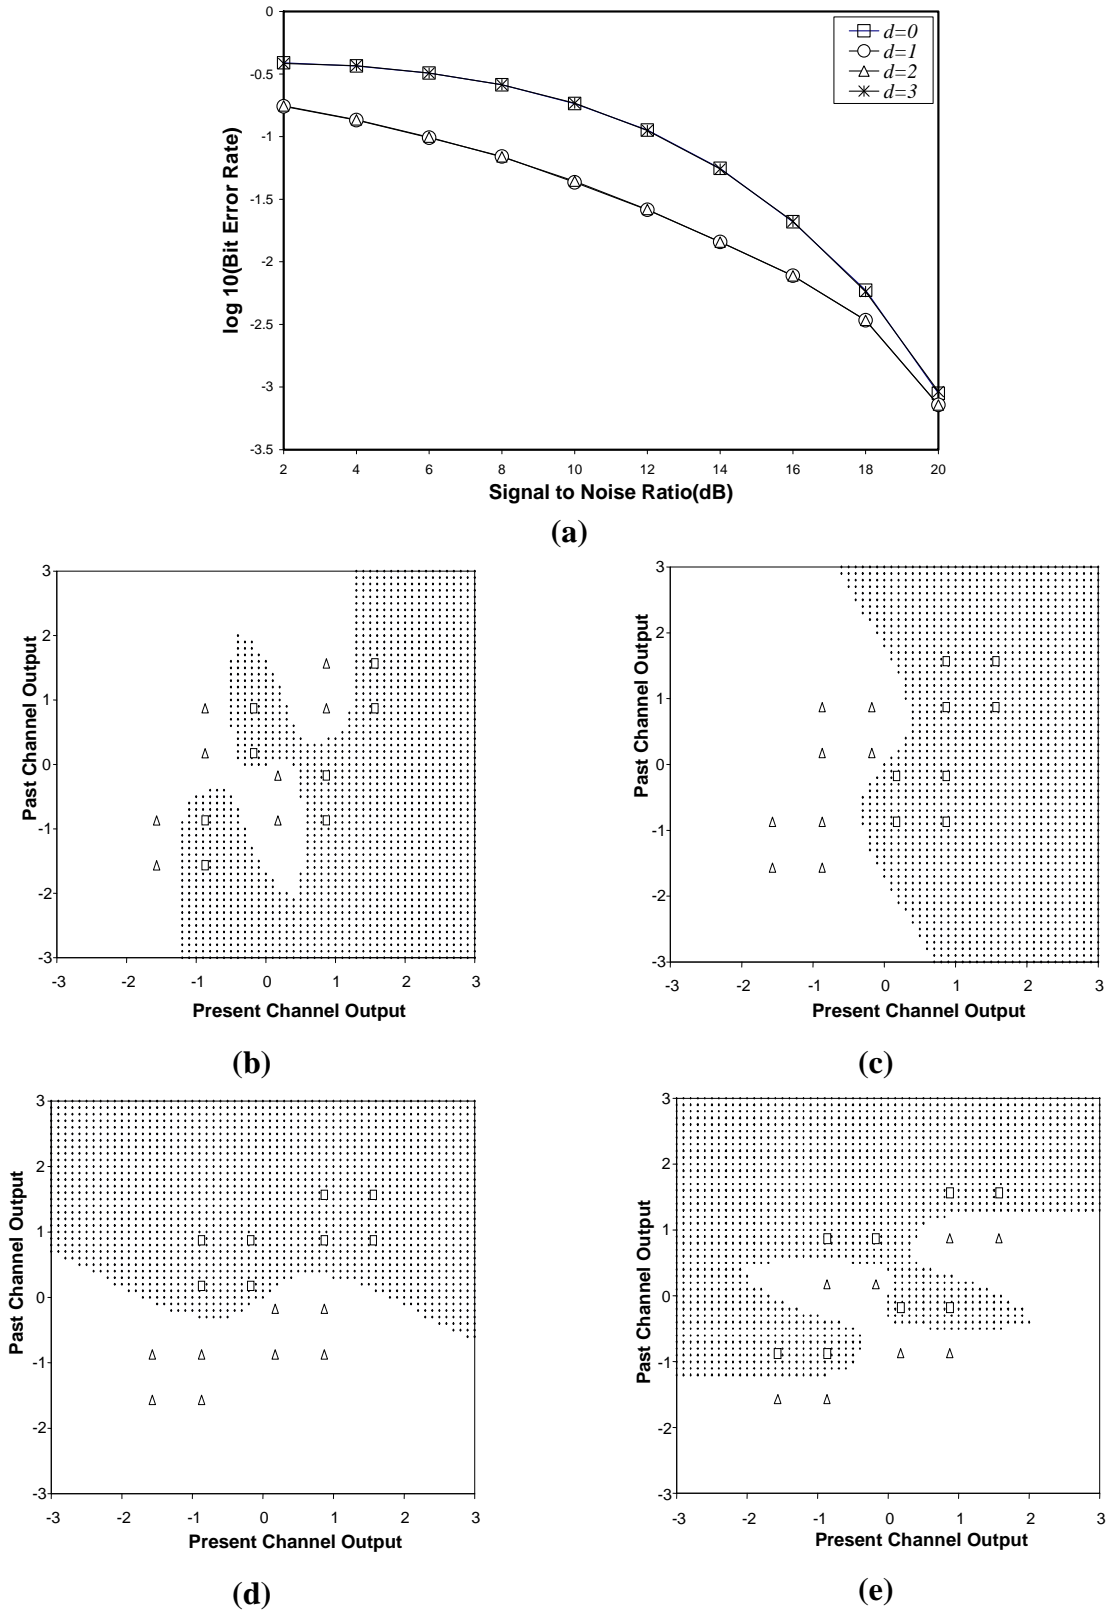 0
-0.5
-1
-1.5
-2
-2.5
-3
-3.5
log 10(Bit Error Rate)
d=0
d=1
d=2
d=3
2 4 6 8 10 12 14 16 18 20
Signal to Noise Ratio(dB)
(a)
3
2
1
0
-1
-2
-3
Past Channel Output
-3 -2 -1 0 1 2 3
Present Channel Output
(b)
3
2
1
0
-1
-2
-3
Past Channel Output
-3 -2 -1 0 1 2 3
Present Channel Output
(c)
3
2
1
0
-1
-2
-3
Past Channel Output
-3 -2 -1 0 1 2 3
Present Channel Output
(d)
3
2
1
0
-1
-2
-3
Past Channel Output
-3 -2 -1 0 1 2 3
Present Channel Output
(e)